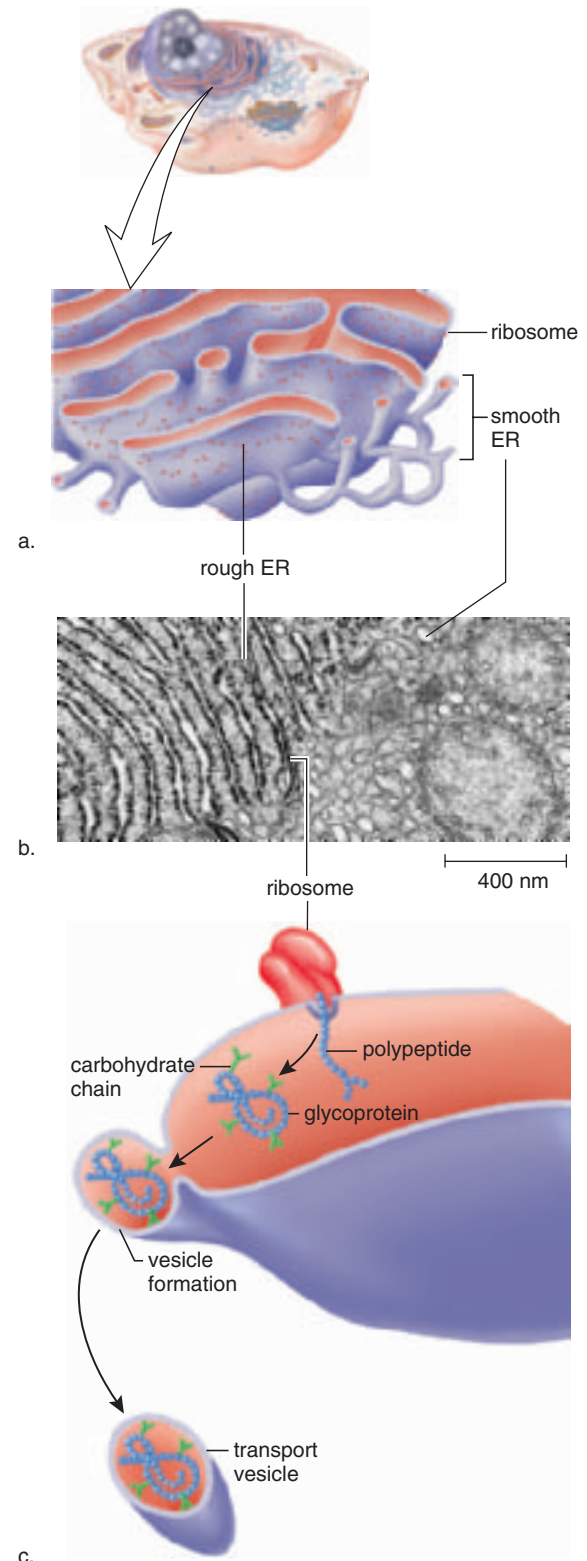 ribosome
smooth
ER
a.
rough ER
b.
400 nm
ribosome
polypeptide
carbohydrate
chain
glycoprotein
vesicle
formation
transport
vesicle
c.